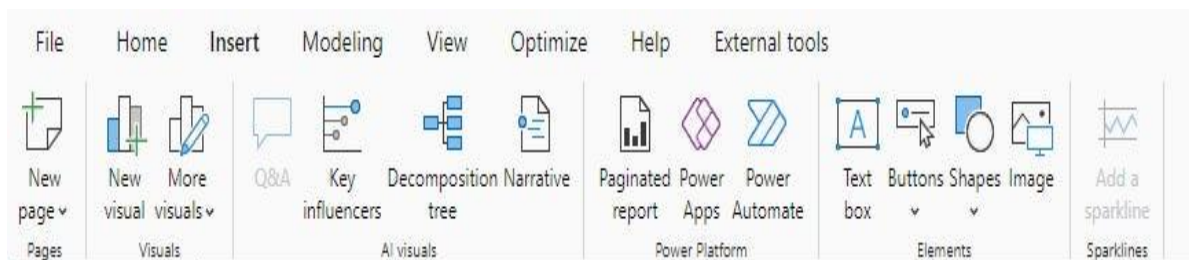 File Home Insert Modeling View Optimize Help External tools
New page
New visual
More visuals
Q&A
Key influencers
Decomposition tree
Narrative
Paginated report
Power Apps
Power Automate
Text box
Buttons
Shapes
Image
Add a sparkline
Pages Visuals AI visuals Power Platform Elements Sparklines